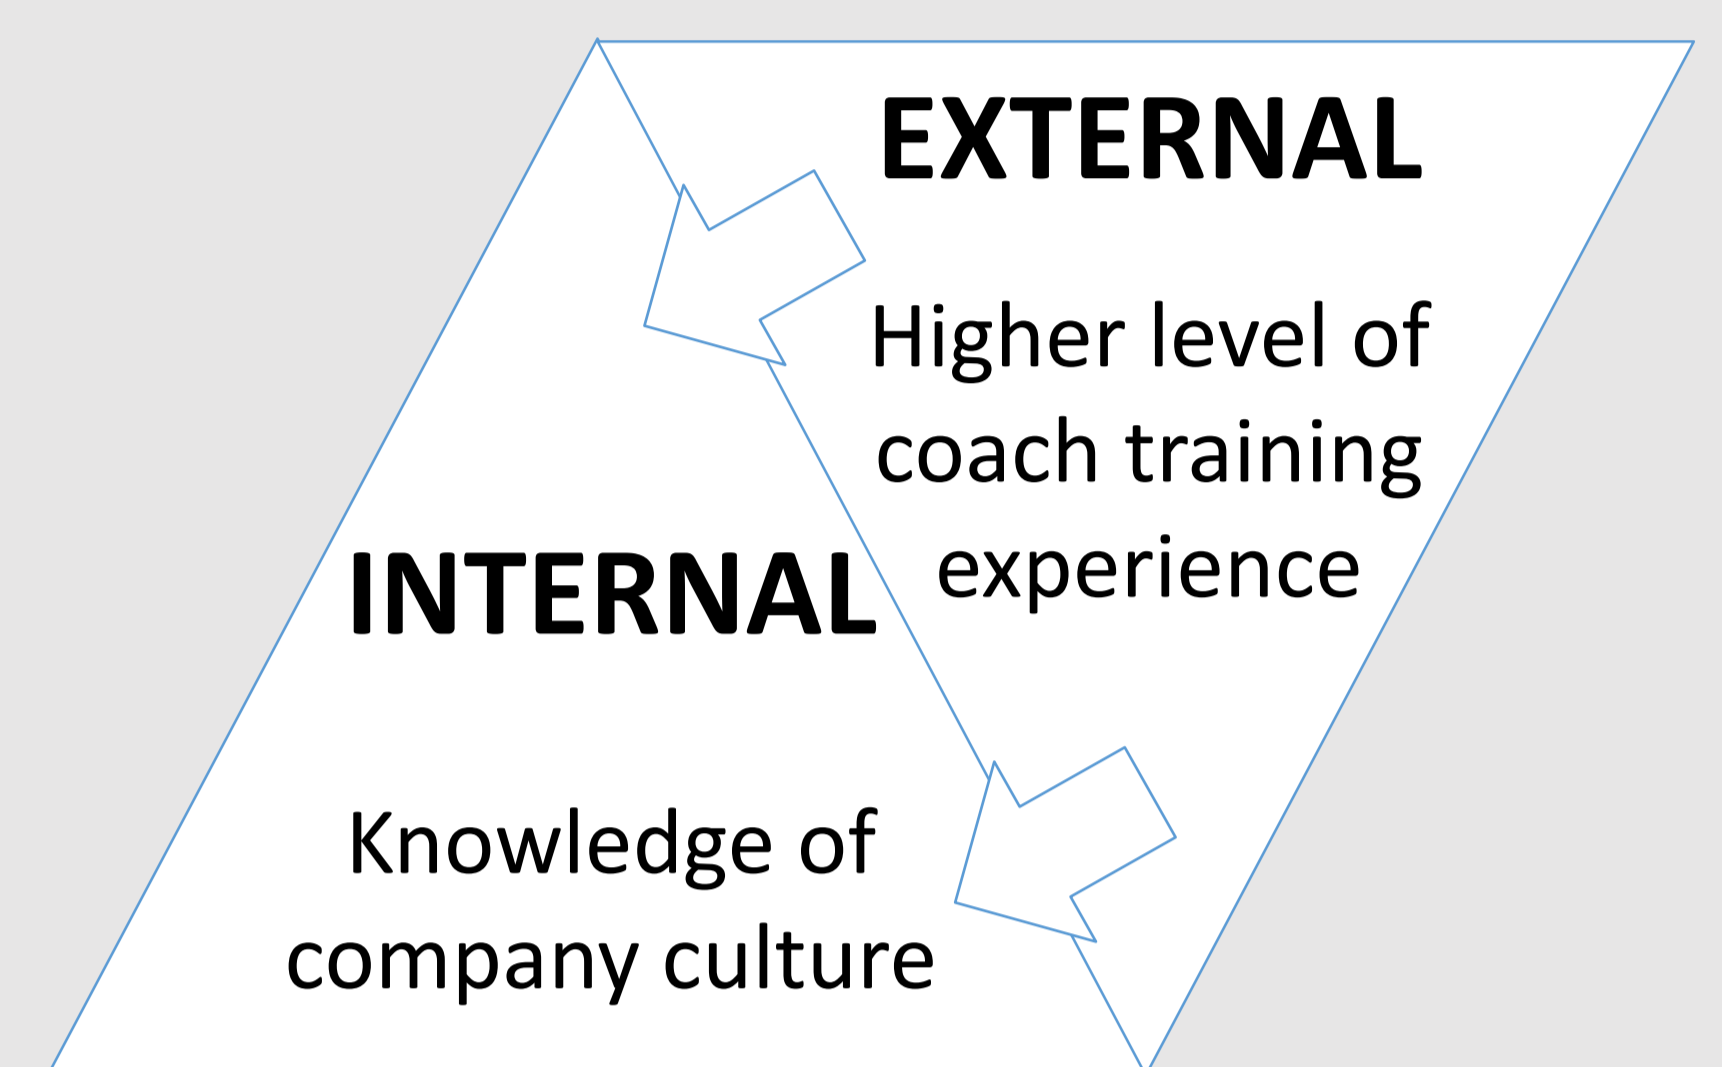 EXTERNAL
Higher level of
coach training
experience
INTERNAL
Knowledge of
company culture